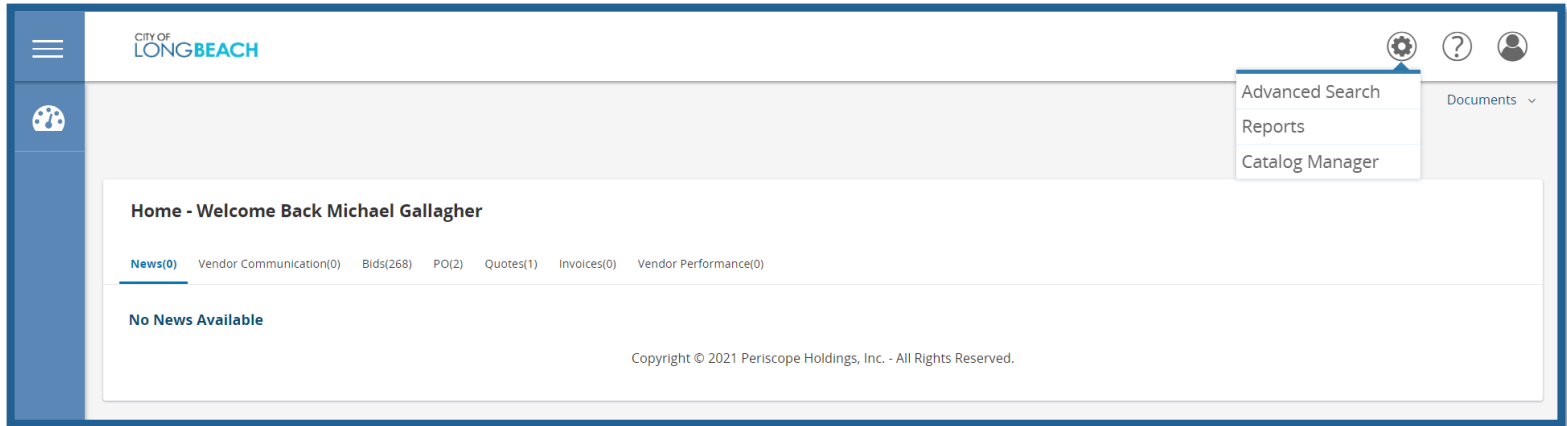 CITY OF
LONGBEACH
?
Advanced Search
Documents
Reports
Catalog Manager
Home - Welcome Back Michael Gallagher
News(0) Vendor Communication(0) Bids(268) PO(2) Quotes(1) Invoices(0) Vendor Performance(0)
No News Available
Copyright © 2021 Periscope Holdings, Inc. - All Rights Reserved.